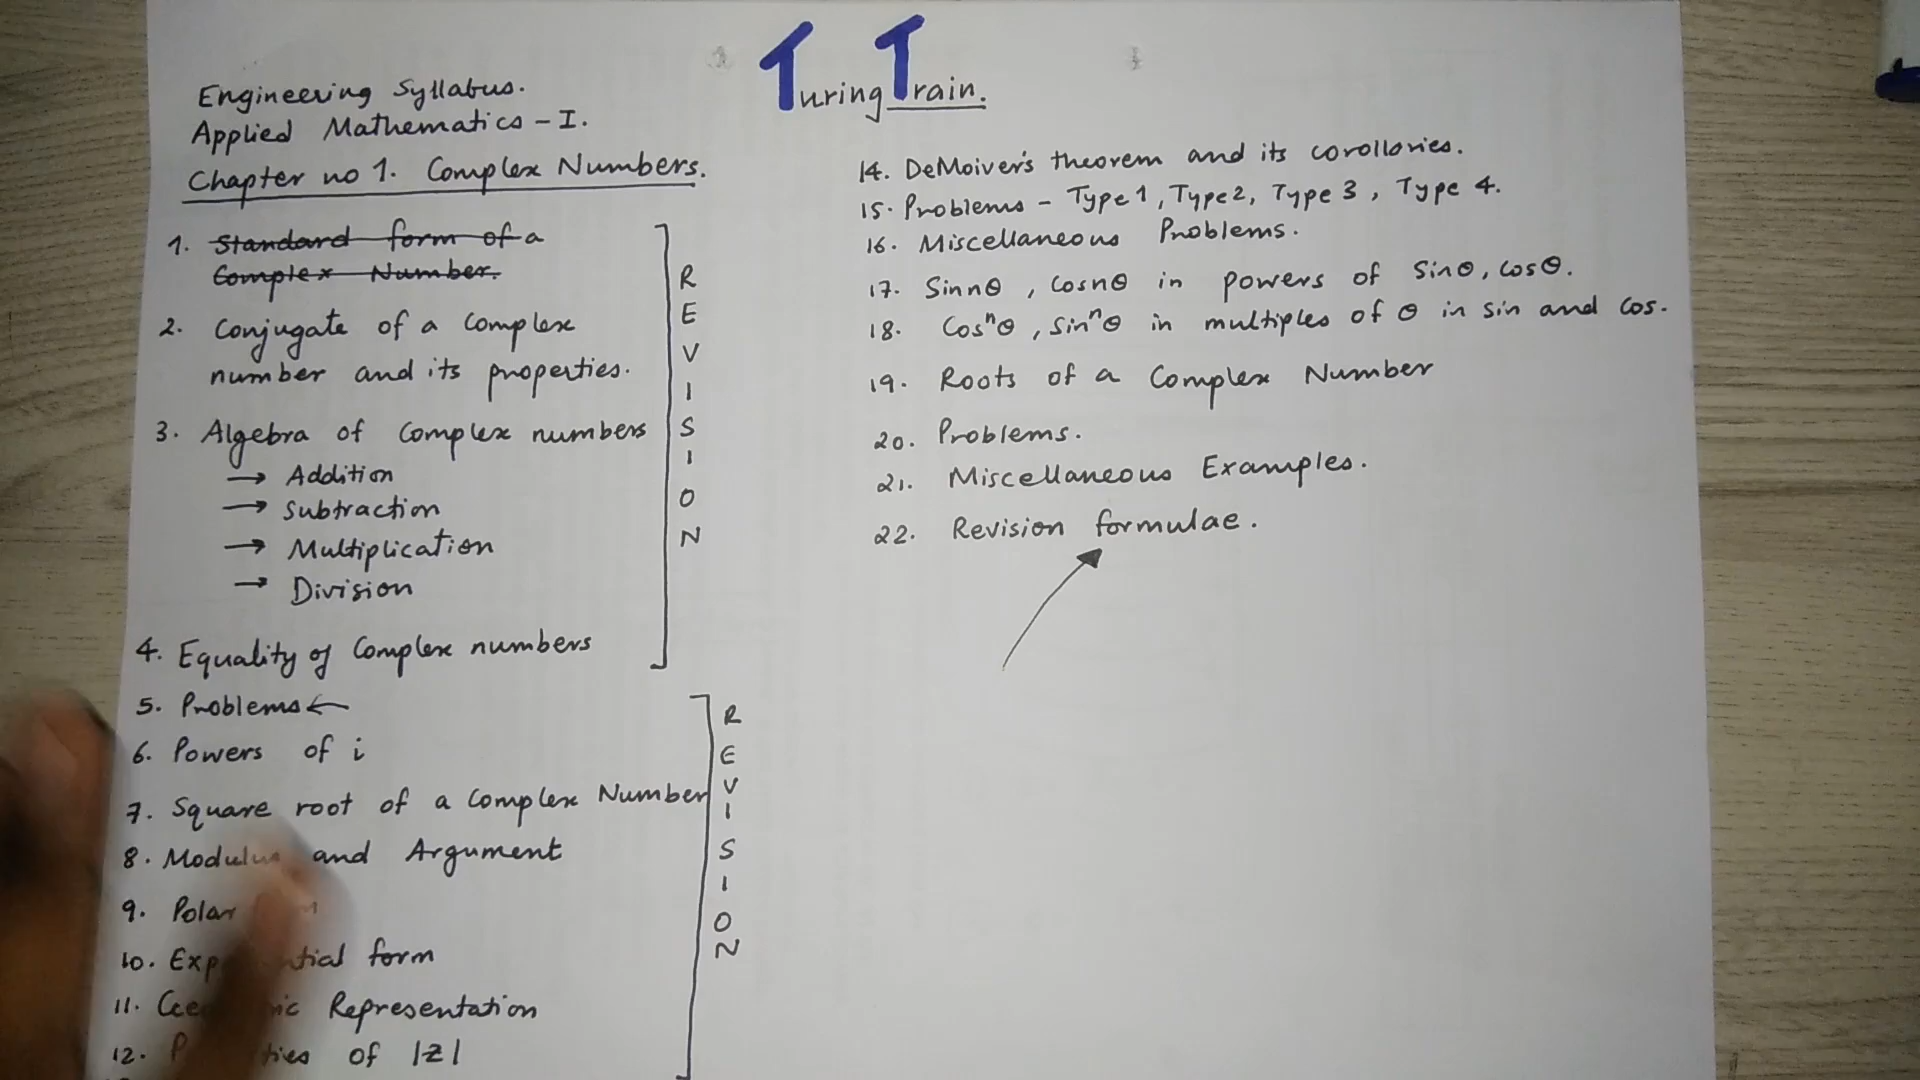 Turing Train.
Engineering Syllabus.
Applied Mathematics - I.
Chapter no 1. Complex Numbers.
1. Standard form of a
Complex Number.
2. Conjugate of a Complex
number and its properties.
3. Algebra of Complex numbers
→ Addition
→ Subtraction
→ Multiplication
→ Division
4. Equality of Complex numbers
REVISION
5. Problems ←
6. Powers of i
7. Square root of a Complex Number
8. Modulus and Argument
9. Polar
10. Exponential form
11. Representation
12. of |z|
REVISION
14. DeMoiver's theorem and its corollories.
15. Problems - Type 1, Type 2, Type 3, Type 4.
16. Miscellaneous Problems.
17. Sinnθ, Cosnθ in powers of Sinθ, Cosθ.
18. Cosⁿθ, Sinⁿθ in multiples of θ in Sin and Cos.
19. Roots of a Complex Number
20. Problems.
21. Miscellaneous Examples.
22. Revision formulae.